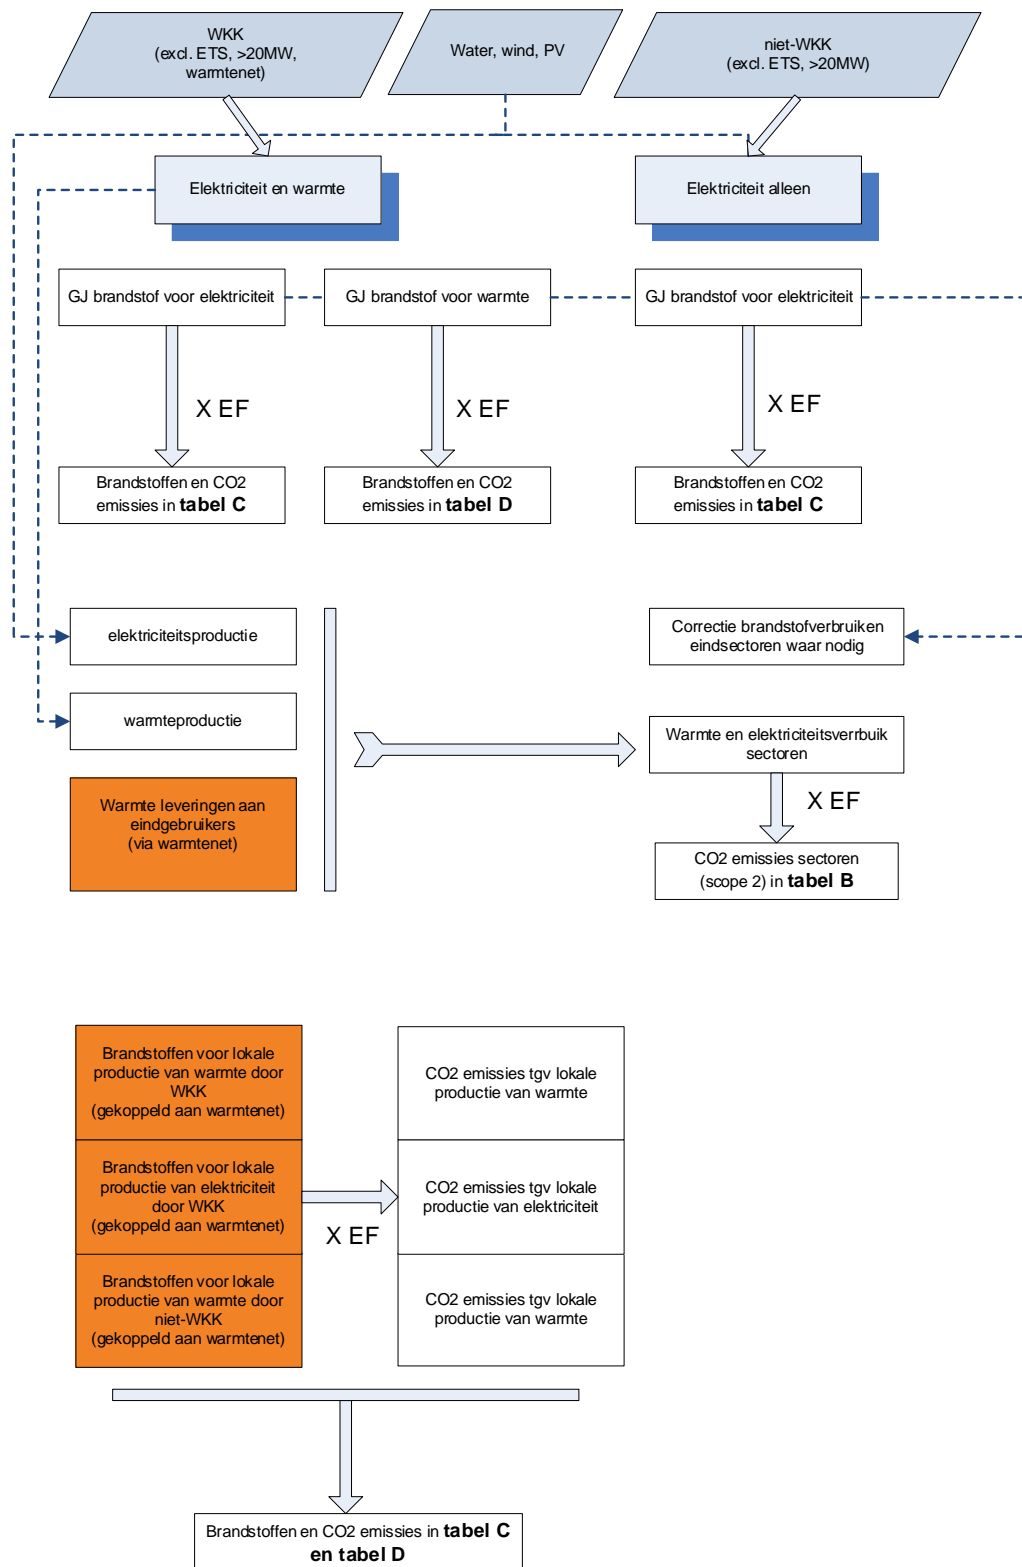 WKK
(excl. ETS, >20MW,
warmtenet)
Water, wind, PV
niet-WKK
(excl. ETS, >20MW)
Elektriciteit en warmte
Elektriciteit alleen
GJ brandstof voor elektriciteit
GJ brandstof voor warmte
GJ brandstof voor elektriciteit
X EF
X EF
X EF
Brandstoffen en CO2
emissies in tabel C
Brandstoffen en CO2
emissies in tabel D
Brandstoffen en CO2
emissies in tabel C
elektriciteitsproductie
Correctie brandstofverbruiken
eindsectoren waar nodig
warmteproductie
Warmte en elektriciteitsverrbuik
sectoren
Warmte leveringen aan
eindgebruikers
(via warmtenet)
X EF
CO2 emissies sectoren
(scope 2) in tabel B
Brandstoffen voor lokale
productie van warmte door
WKK
(gekoppeld aan warmtenet)
CO2 emissies tgv lokale
productie van warmte
Brandstoffen voor lokale
productie van elektriciteit
door WKK
(gekoppeld aan warmtenet)
X EF
CO2 emissies tgv lokale
productie van elektriciteit
Brandstoffen voor lokale
productie van warmte door
niet-WKK
(gekoppeld aan warmtenet)
CO2 emissies tgv lokale
productie van warmte
Brandstoffen en CO2 emissies in tabel C
en tabel D